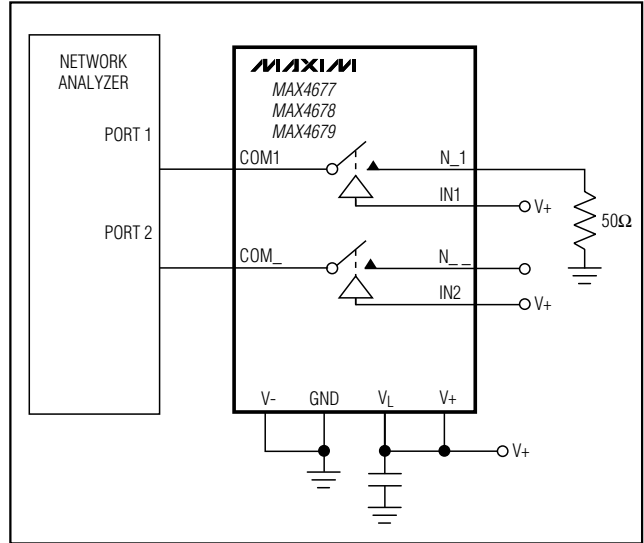 NETWORK
ANALYZER
MAXIM
MAX4677
MAX4678
MAX4679
PORT 1
COM1
N_1
IN1
V+
50Ω
PORT 2
COM_
N_ _
IN2
V+
V-
GND
VL
V+
V+